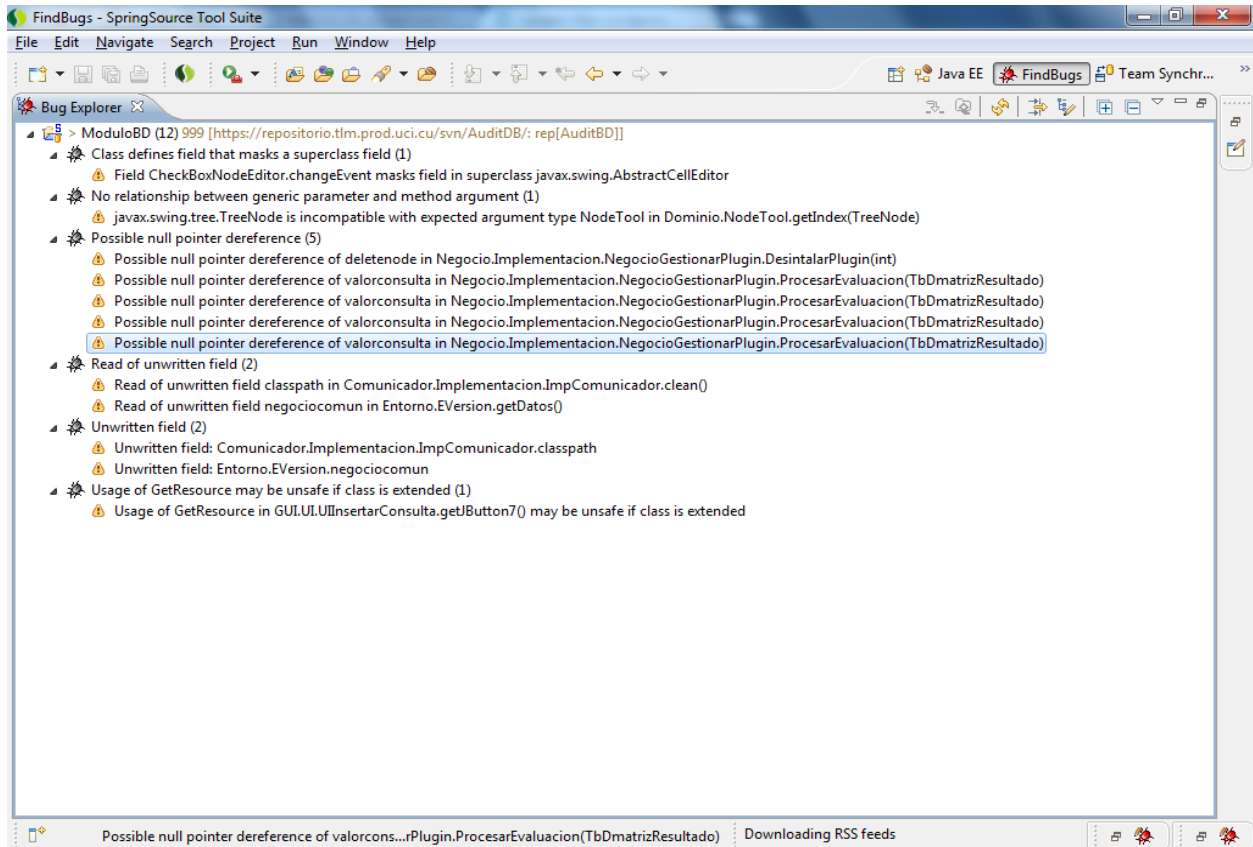 FindBugs - SpringSource Tool Suite
File Edit Navigate Search Project Run Window Help
Java EE FindBugs Team Synchr... »
Bug Explorer
> ModuloBD (12) 999 [https://repositorio.tlm.prod.uci.cu/svn/AuditDB/: rep[AuditBD]]
Class defines field that masks a superclass field (1)
Field CheckBoxNodeEditor.changeEvent masks field in superclass javax.swing.AbstractCellEditor
No relationship between generic parameter and method argument (1)
javax.swing.tree.TreeNode is incompatible with expected argument type NodeTool in Dominio.NodeTool.getIndex(TreeNode)
Possible null pointer dereference (5)
Possible null pointer dereference of deletenode in Negocio.Implementacion.NegocioGestionarPlugin.DesintalarPlugin(int)
Possible null pointer dereference of valorconsulta in Negocio.Implementacion.NegocioGestionarPlugin.ProcesarEvaluacion(TbDmatrizResultado)
Possible null pointer dereference of valorconsulta in Negocio.Implementacion.NegocioGestionarPlugin.ProcesarEvaluacion(TbDmatrizResultado)
Possible null pointer dereference of valorconsulta in Negocio.Implementacion.NegocioGestionarPlugin.ProcesarEvaluacion(TbDmatrizResultado)
Possible null pointer dereference of valorconsulta in Negocio.Implementacion.NegocioGestionarPlugin.ProcesarEvaluacion(TbDmatrizResultado)
Read of unwritten field (2)
Read of unwritten field classpath in Comunicador.Implementacion.ImpComunicador.clean()
Read of unwritten field negociocomun in Entorno.EVersion.getDatos()
Unwritten field (2)
Unwritten field: Comunicador.Implementacion.ImpComunicador.classpath
Unwritten field: Entorno.EVersion.negociocomun
Usage of GetResource may be unsafe if class is extended (1)
Usage of GetResource in GUI.UI.UIInsertarConsulta.getJButton7() may be unsafe if class is extended
Possible null pointer dereference of valorcons...rPlugin.ProcesarEvaluacion(TbDmatrizResultado) Downloading RSS feeds